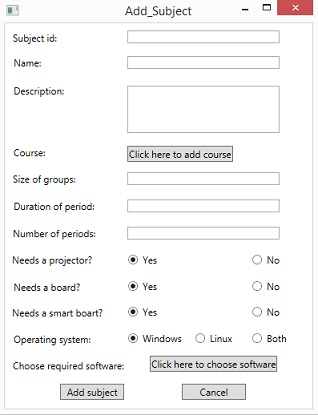 Add_Subject
Subject id:
Name:
Description:
Course: Click here to add course
Size of groups:
Duration of period:
Number of periods:
Needs a projector? Yes No
Needs a board? Yes No
Needs a smart boart? Yes No
Operating system: Windows Linux Both
Choose required software: Click here to choose software
Add subject Cancel